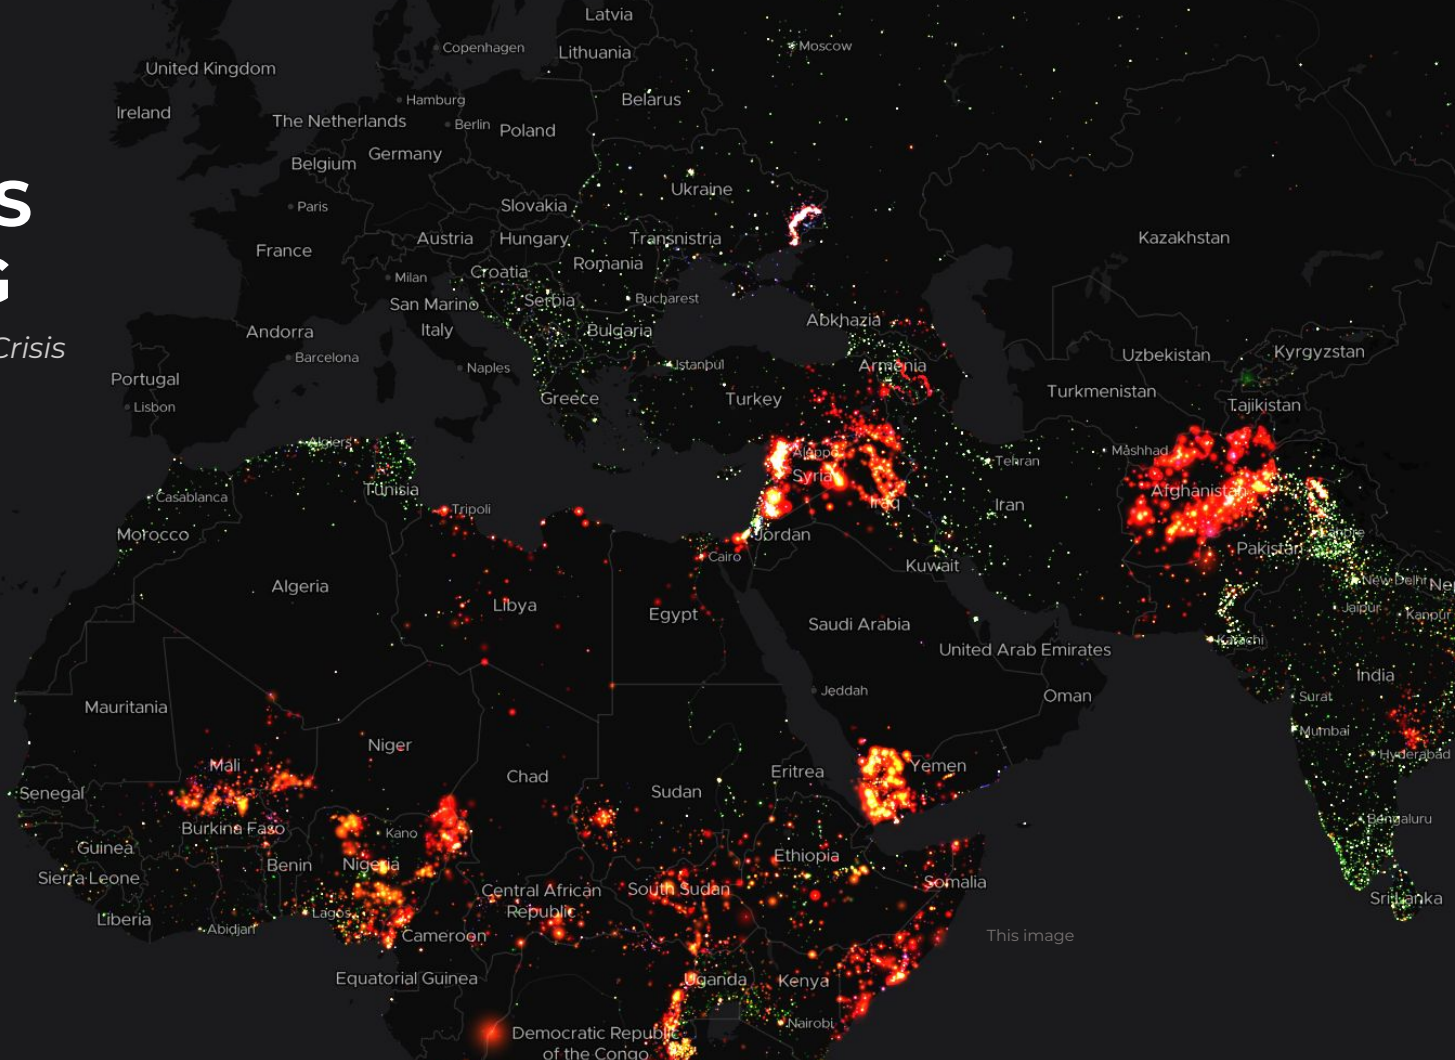 Latvia
Copenhagen
Lithuania
Moscow
United Kingdom
Hamburg
Belarus
Ireland
The Netherlands
Berlin
Poland
Germany
Belgium
Ukraine
S
Paris
Slovakia
France
Austria
Hungary
Transnistria
Kazakhstan
G
Milan
Croatia
Romania
San Marino
Serbia
Bucharest
Andorra
Italy
Bulgaria
Abkhazia
Crisis
Barcelona
Naples
Istanbul
Armenia
Uzbekistan
Kyrgyzstan
Portugal
Greece
Turkey
Turkmenistan
Tajikistan
Lisbon
Algiers
Aleppo
Tehran
Mashhad
Casablanca
Tunisia
Syria
Iraq
Iran
Afghanistan
Tripoli
Morocco
Jordan
Cairo
Pakistan
Kuwait
New Delhi
Ne
Algeria
Libya
Egypt
Saudi Arabia
Jaipur
Kanpur
Karachi
United Arab Emirates
India
Mauritania
Jeddah
Oman
Surat
Mumbai
Niger
Hyderabad
Mali
Chad
Eritrea
Yemen
Senegal
Sudan
Burkina Faso
Kano
Bengaluru
Guinea
Benin
Nigeria
Ethiopia
Sierra Leone
Central African
Republic
South Sudan
Somalia
Sri Lanka
Liberia
Abidjan
Lagos
Cameroon
This image
Equatorial Guinea
Uganda
Kenya
Nairobi
Democratic Republic
of the Congo